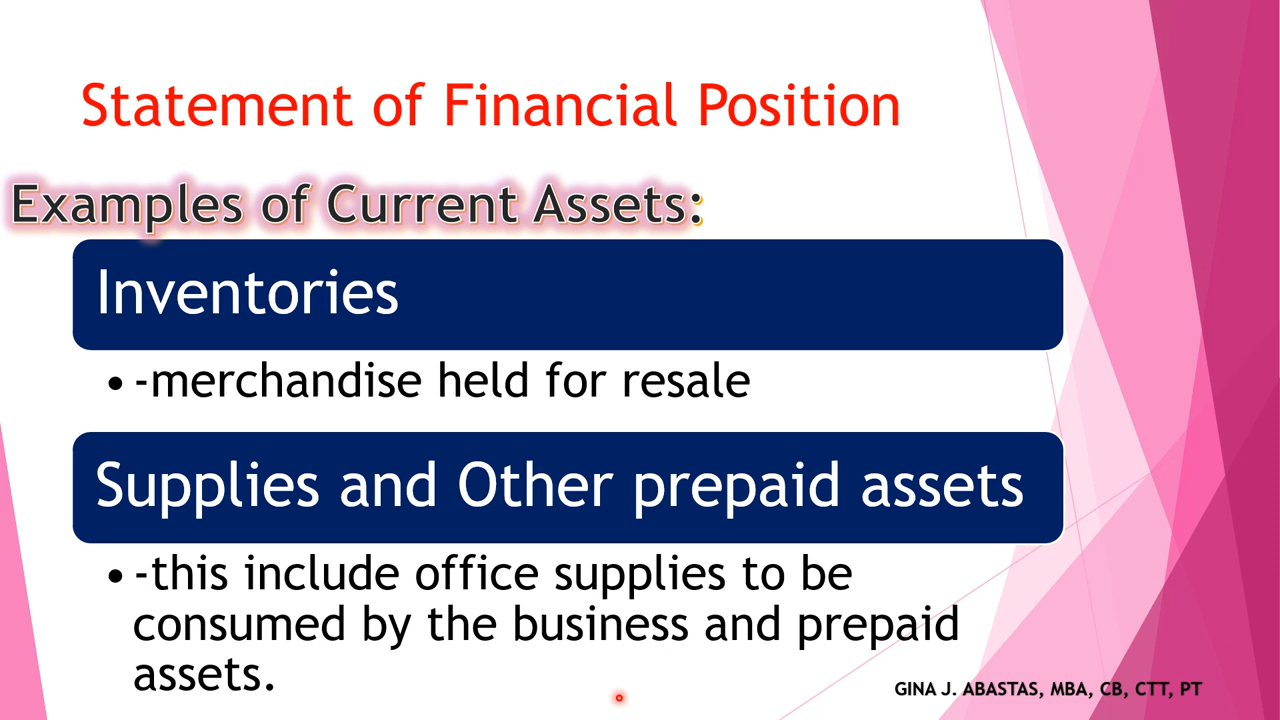 Statement of Financial Position
Examples of Current Assets:
Inventories
• -merchandise held for resale
Supplies and Other prepaid assets
• -this include office supplies to be
consumed by the business and prepaid
assets.
GINA J. ABASTAS, MBA, CB, CTT, PT